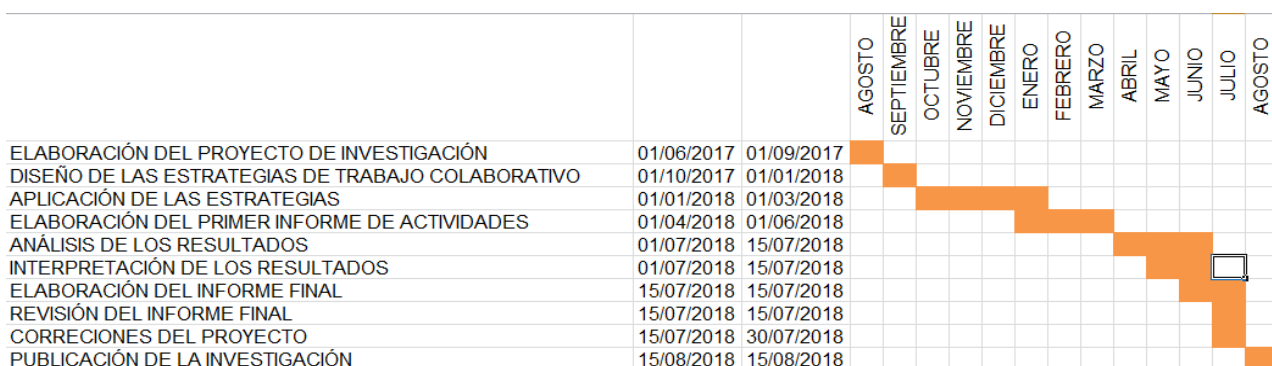 AGOSTO SEPTIEMBRE OCTUBRE NOVIEMBRE DICIEMBRE ENERO FEBRERO MARZO ABRIL MAYO JUNIO JULIO AGOSTO
ELABORACIÓN DEL PROYECTO DE INVESTIGACIÓN 01/06/2017 01/09/2017
DISEÑO DE LAS ESTRATEGIAS DE TRABAJO COLABORATIVO 01/10/2017 01/01/2018
APLICACIÓN DE LAS ESTRATEGIAS 01/01/2018 01/03/2018
ELABORACIÓN DEL PRIMER INFORME DE ACTIVIDADES 01/04/2018 01/06/2018
ANÁLISIS DE LOS RESULTADOS 01/07/2018 15/07/2018
INTERPRETACIÓN DE LOS RESULTADOS 01/07/2018 15/07/2018
ELABORACIÓN DEL INFORME FINAL 15/07/2018 15/07/2018
REVISIÓN DEL INFORME FINAL 15/07/2018 15/07/2018
CORRECIONES DEL PROYECTO 15/07/2018 30/07/2018
PUBLICACIÓN DE LA INVESTIGACIÓN 15/08/2018 15/08/2018